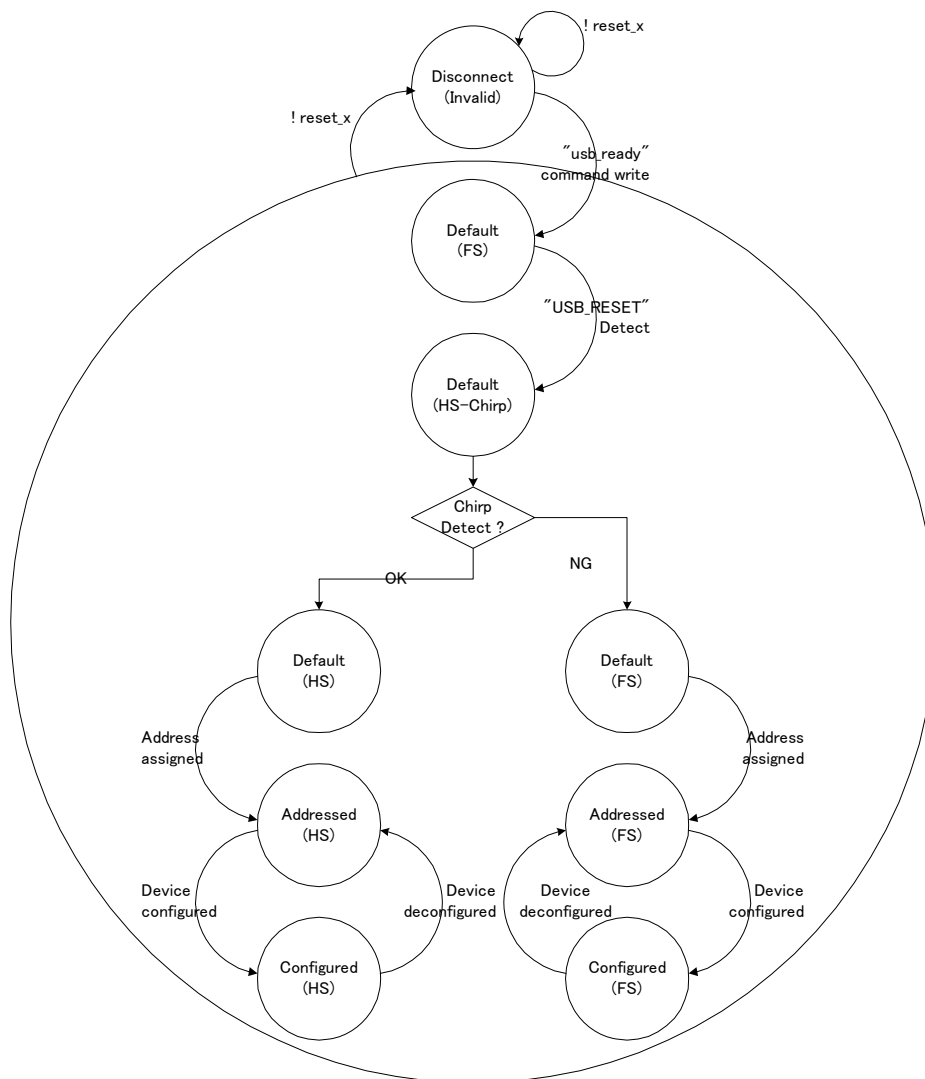 ! reset_x
Disconnect
(Invalid)
! reset_x
"usb_ready"
command write
Default
(FS)
"USB_RESET"
Detect
Default
(HS-Chirp)
Chirp
Detect ?
OK
NG
Default
(HS)
Default
(FS)
Address
assigned
Address
assigned
Addressed
(HS)
Addressed
(FS)
Device
configured
Device
deconfigured
Device
deconfigured
Device
configured
Configured
(HS)
Configured
(FS)